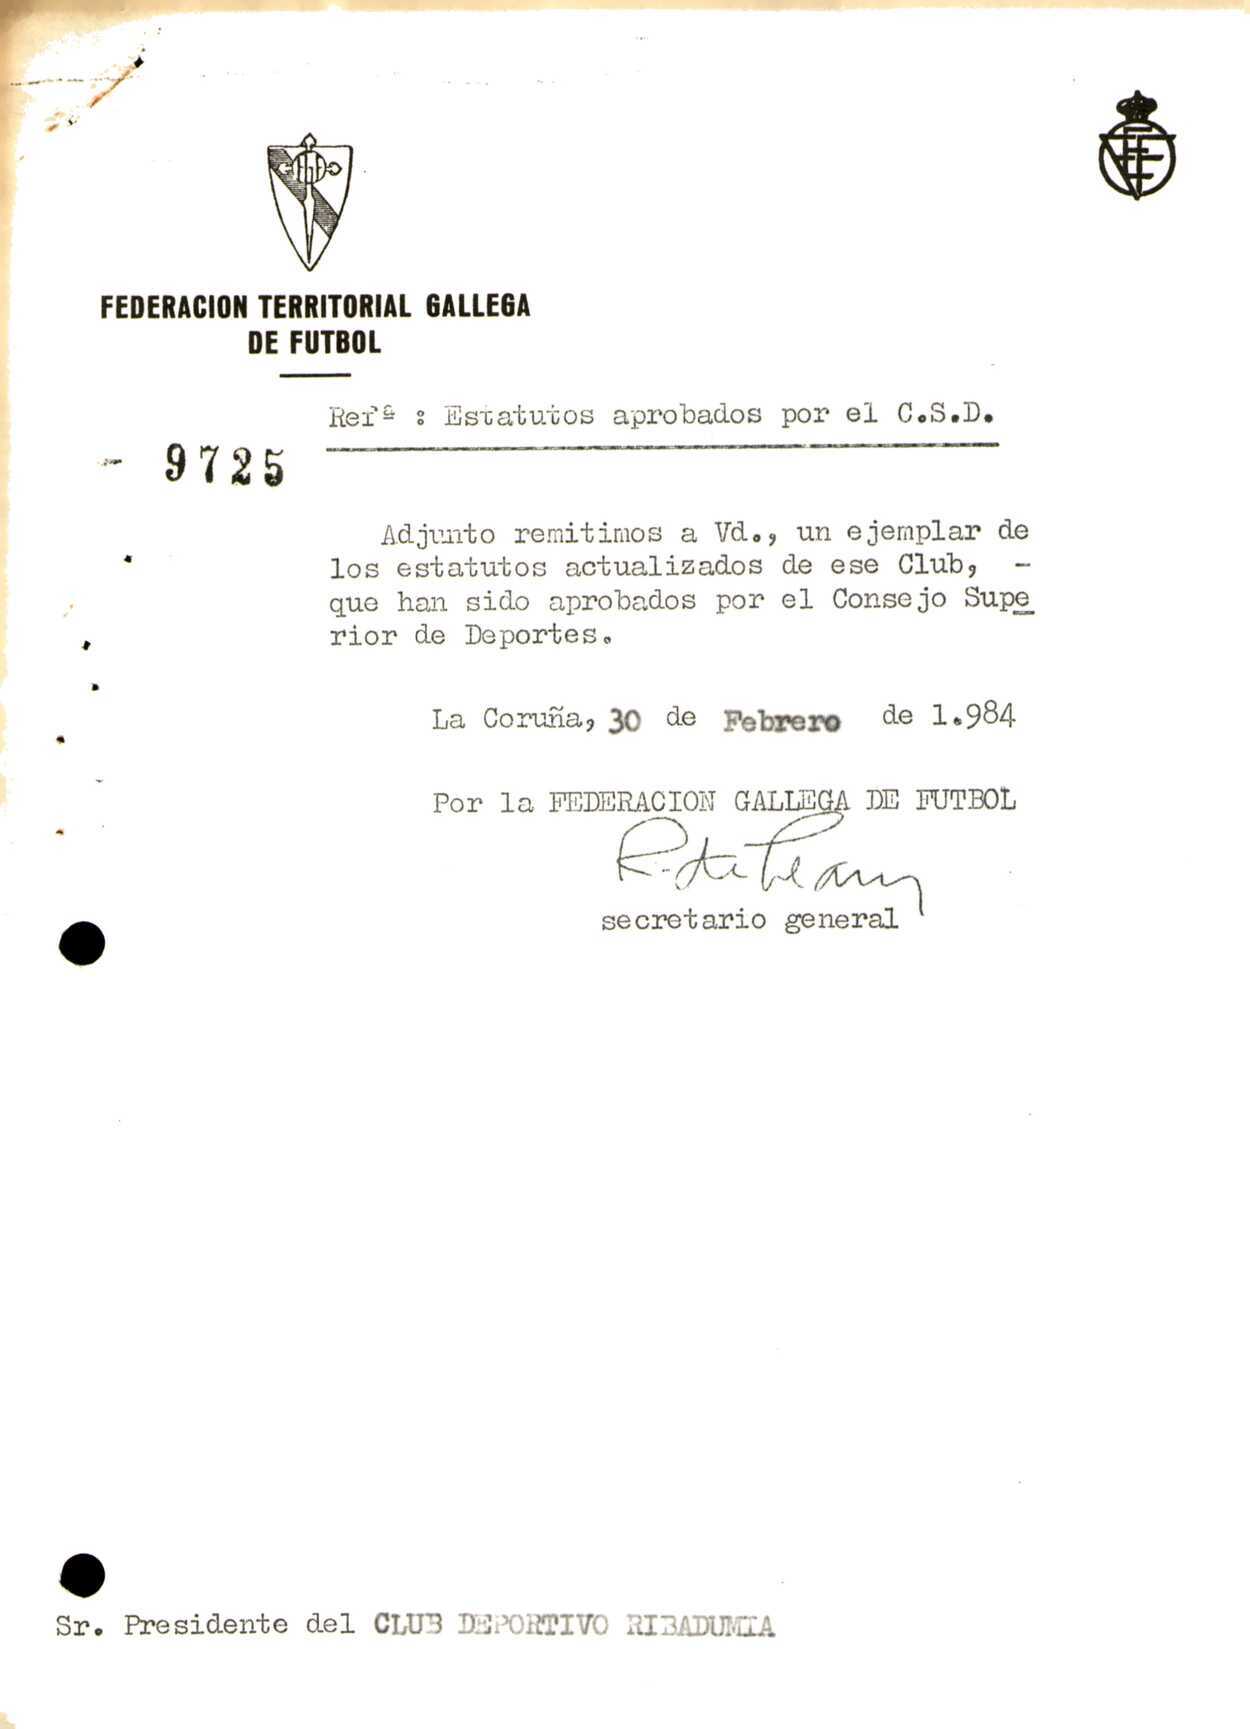 FEDERACION TERRITORIAL GALLEGA
DE FUTBOL
Refª : Estatutos aprobados por el C.S.D.
- 9725
Adjunto remitimos a Vd., un ejemplar de
los estatutos actualizados de ese Club, -
que han sido aprobados por el Consejo Supe
rior de Deportes.
La Coruña, 30 de Febrero de 1.984
Por la FEDERACION GALLEGA DE FUTBOL
secretario general
Sr. Presidente del CLUB DEPORTIVO RIBADUMIA